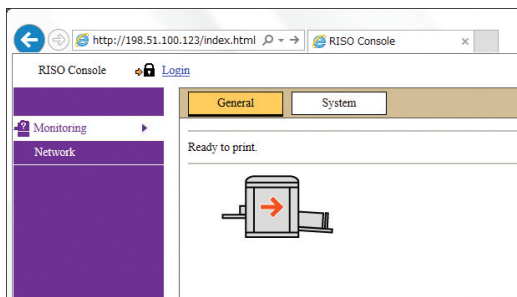 http://198.51.100.123/index.html
RISO Console
RISO Console
Login
General
System
Monitoring
Network
Ready to print.